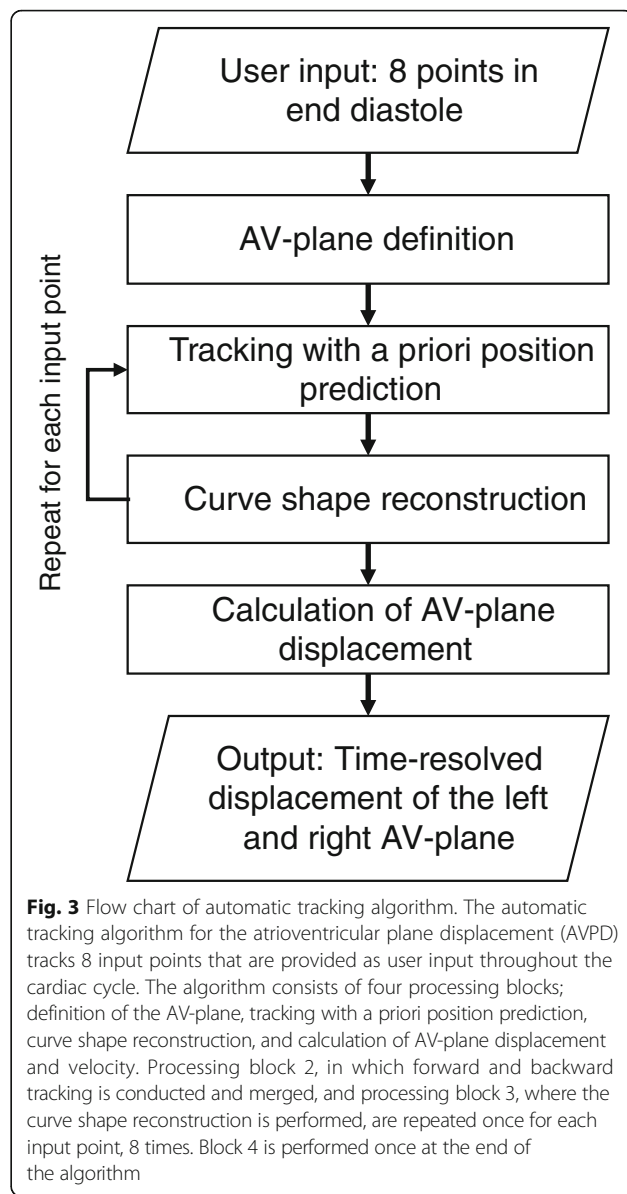 User input: 8 points in
end diastole
AV-plane definition
Repeat for each input point
Tracking with a priori position
prediction
Curve shape reconstruction
Calculation of AV-plane
displacement
Output: Time-resolved
displacement of the left
and right AV-plane
Fig. 3 Flow chart of automatic tracking algorithm. The automatic
tracking algorithm for the atrioventricular plane displacement (AVPD)
tracks 8 input points that are provided as user input throughout the
cardiac cycle. The algorithm consists of four processing blocks;
definition of the AV-plane, tracking with a priori position prediction,
curve shape reconstruction, and calculation of AV-plane displacement
and velocity. Processing block 2, in which forward and backward
tracking is conducted and merged, and processing block 3, where the
curve shape reconstruction is performed, are repeated once for each
input point, 8 times. Block 4 is performed once at the end of
the algorithm